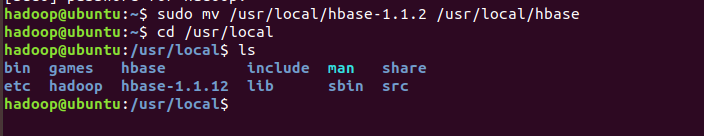 hadoop@ubuntu:~$ sudo mv /usr/local/hbase-1.1.2 /usr/local/hbase
hadoop@ubuntu:~$ cd /usr/local
hadoop@ubuntu:/usr/local$ ls
bin games hbase include man share
etc hadoop hbase-1.1.12 lib sbin src
hadoop@ubuntu:/usr/local$